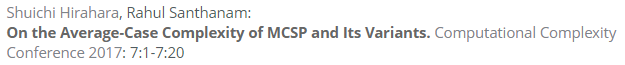 Shuichi Hirahara, Rahul Santhanam:
On the Average-Case Complexity of MCSP and Its Variants. Computational Complexity
Conference 2017: 7:1-7:20